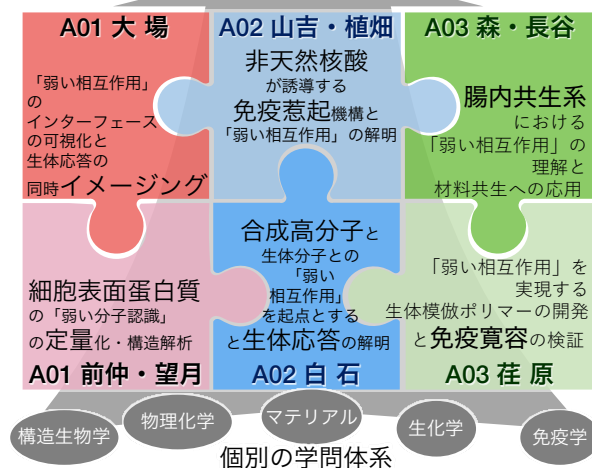 A01 大 場
「弱い相互作用」
の
インターフェース
の可視化と
生体応答の
同時イメージング
A02 山吉・植畑
非天然核酸
が誘導する
免疫惹起機構と
「弱い相互作用」の解明
A03 森・長谷
腸内共生系
における
「弱い相互作用」の
理解と
材料共生への応用
細胞表面蛋白質
の「弱い分子認識」
の定量化・構造解析
A01 前仲・望月
合成高分子と
生体分子との
「弱い
相互作用」
を起点とする
と生体応答の解明
A02 白 石
「弱い相互作用」を
実現する
生体模倣ポリマーの開発
と免疫寛容の検証
A03 荏 原
構造生物学
物理化学
マテリアル
生化学
免疫学
個別の学問体系